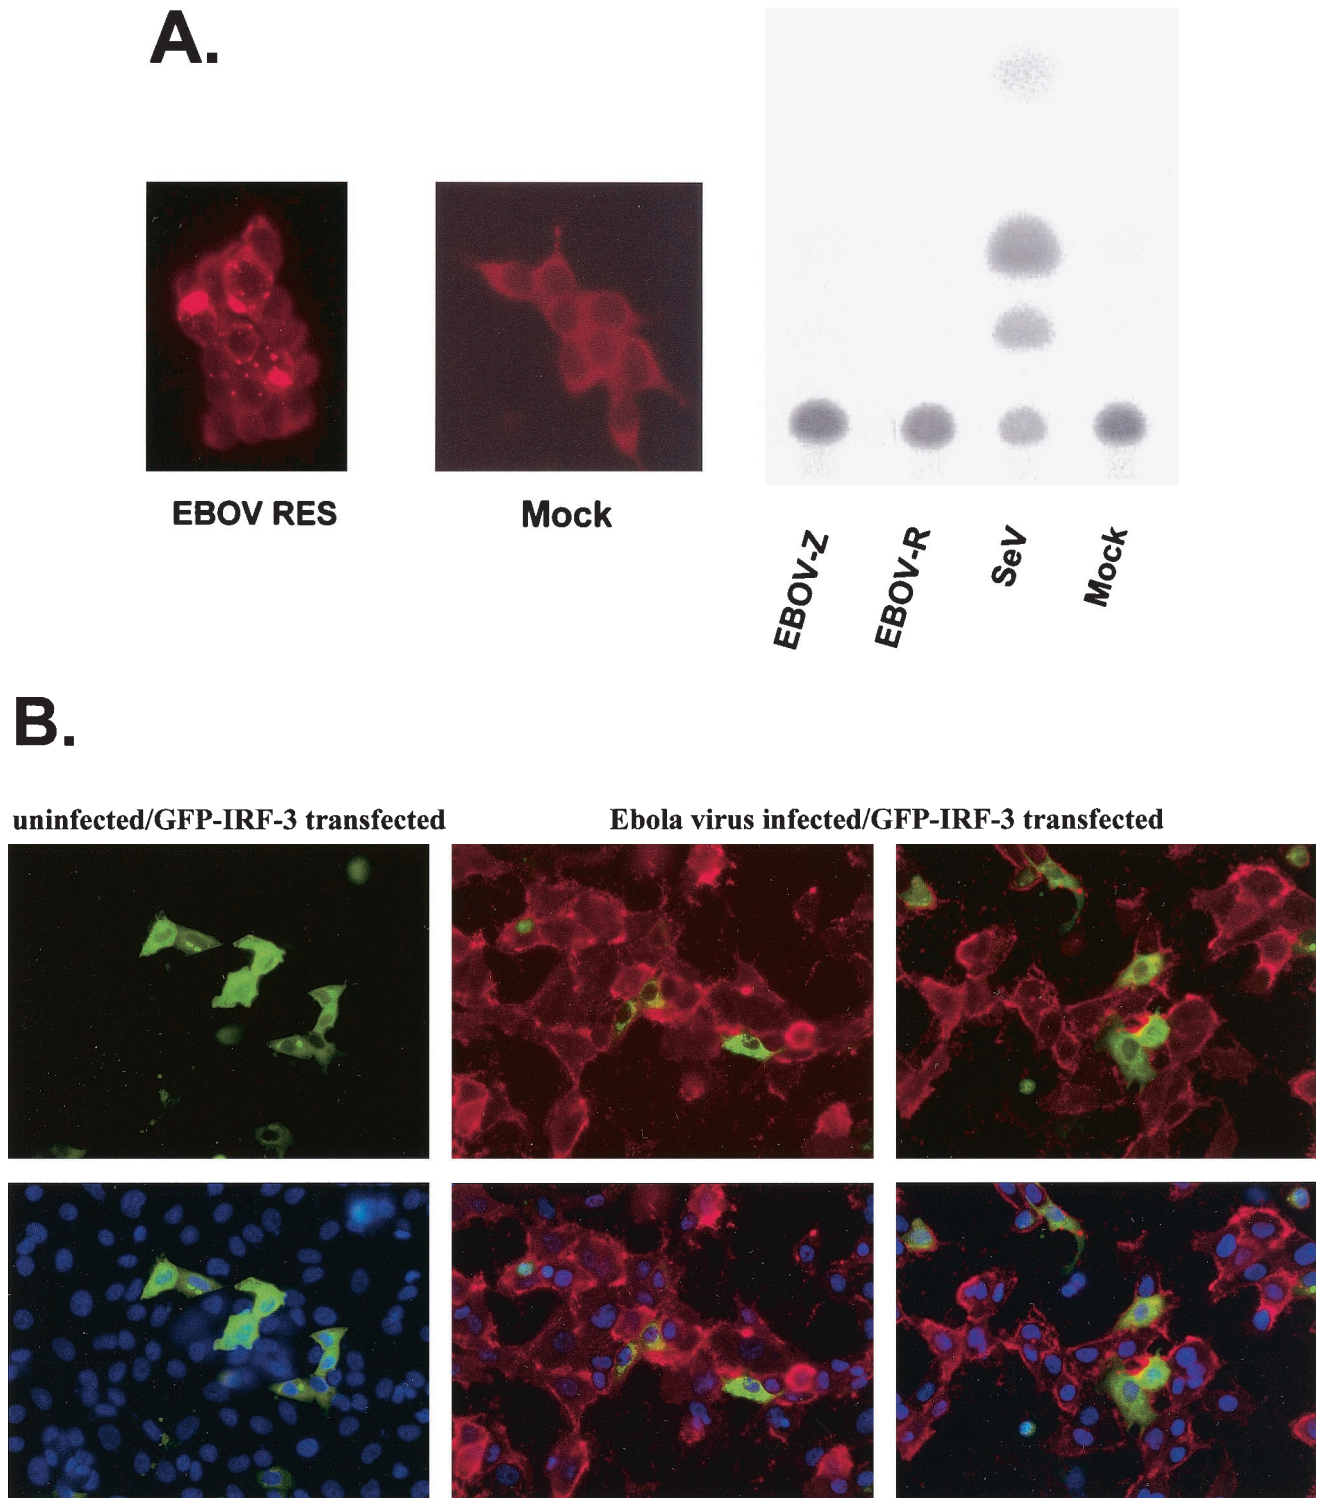 A.
EBOV RES
Mock
EBOV-Z
EBOV-R
SeV
Mock
B.
uninfected/GFP-IRF-3 transfected
Ebola virus infected/GFP-IRF-3 transfected